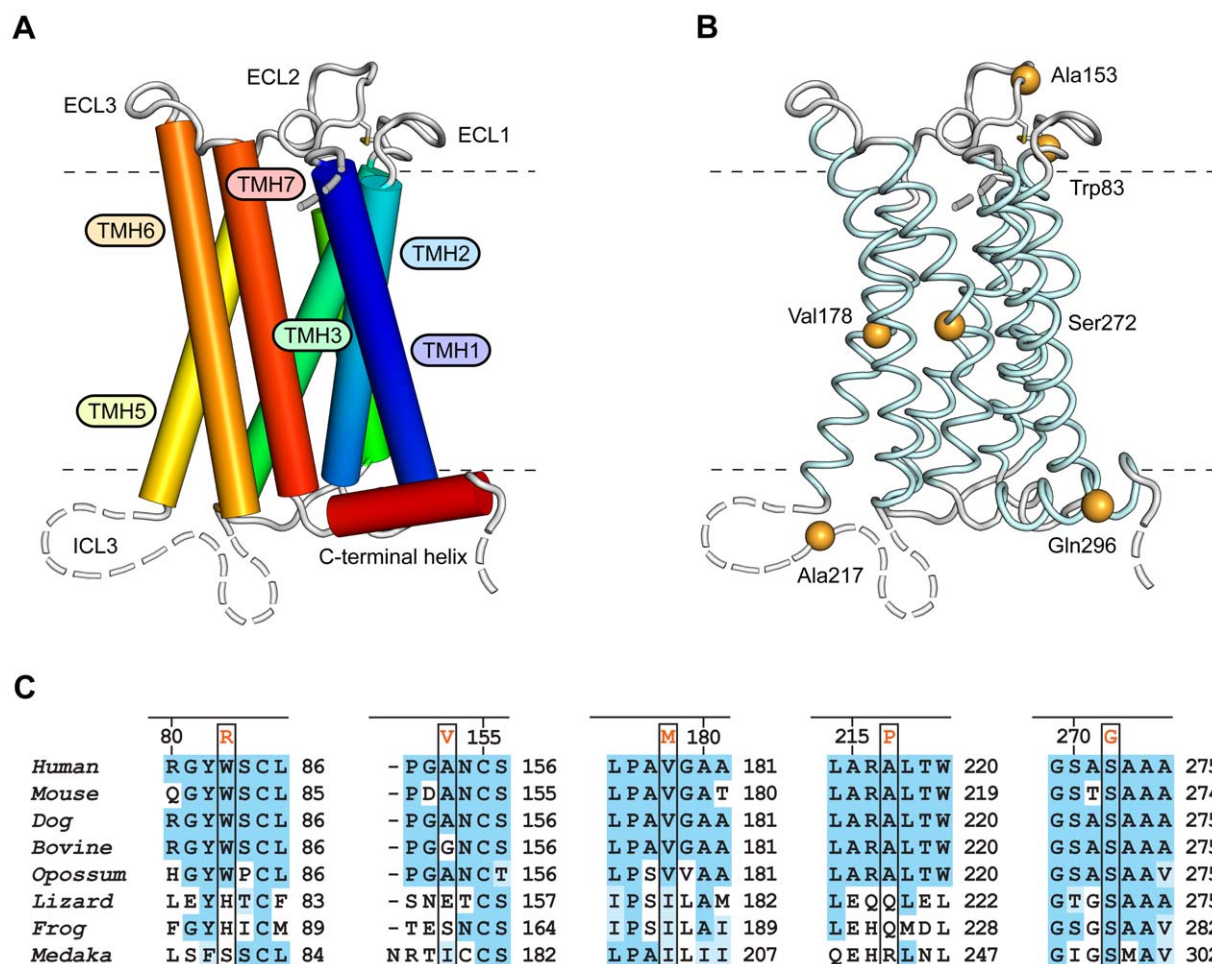 A
B
ECL2
ECL3
ECL1
Ala153
TMH7
Trp83
TMH6
TMH2
Val178
Ser272
TMH3
TMH1
TMH5
ICL3
C-terminal helix
Gln296
Ala217
C
80 R V 155 M 180 215 P 270 G
Human RGYWSCL 86 -PGANCS 156 LPAVGAA 181 LARALTW 220 GSASAAA 275
Mouse QGYWSCL 85 -PDANCS 155 LPAVGAT 180 LARALTW 219 GSTSAAA 274
Dog RGYWSCL 86 -PGANCS 156 LPAVGAA 181 LARALTW 220 GSASAAA 275
Bovine RGYWSCL 86 -PGGNCS 156 LPAVGAA 181 LARALTW 220 GSASAAA 275
Opossum HGYWPCL 86 -PGANCT 156 LPSVVAA 181 LARALTW 220 GSASAAV 275
Lizard LEYHTCF 83 -SNETCS 157 IPSILAM 182 LEQQLEL 222 GTGSAAA 275
Frog FGYHICM 89 -TESNCS 164 IPSILAI 189 LEHQMDL 228 GSGSAAV 282
Medaka LSFSSCL 84 NRTICCS 182 LPAILII 207 QEHRLNL 247 GIGSMAV 302